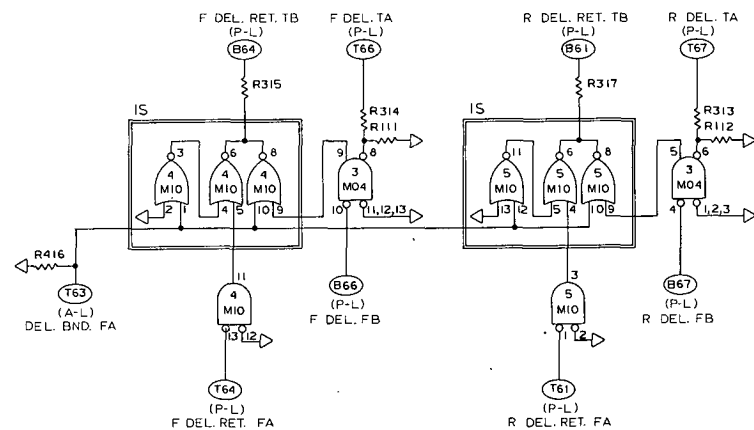 F DEL. RET. TB
(P-L)
B64
F DEL. TA
(P-L)
T66
R DEL. RET. TB
(P-L)
B61
R DEL. TA
(P-L)
T67
R315
R314
R111
R317
R313
R112
IS
IS
3
4
M10
2
1
6
4
M10
4
5
8
4
M10
10
9
9
8
3
M04
10
11,12,13
11
5
M10
13
12
6
5
M10
5
4
8
5
M10
10
9
5
6
3
M04
4
1,2,3
R416
T63
(A-L)
DEL. BND. FA
11
4
M10
13
12
B66
(P-L)
F DEL. FB
3
5
M10
1
2
B67
(P-L)
R DEL. FB
T64
(P-L)
F DEL. RET. FA
T61
(P-L)
R DEL. RET. FA